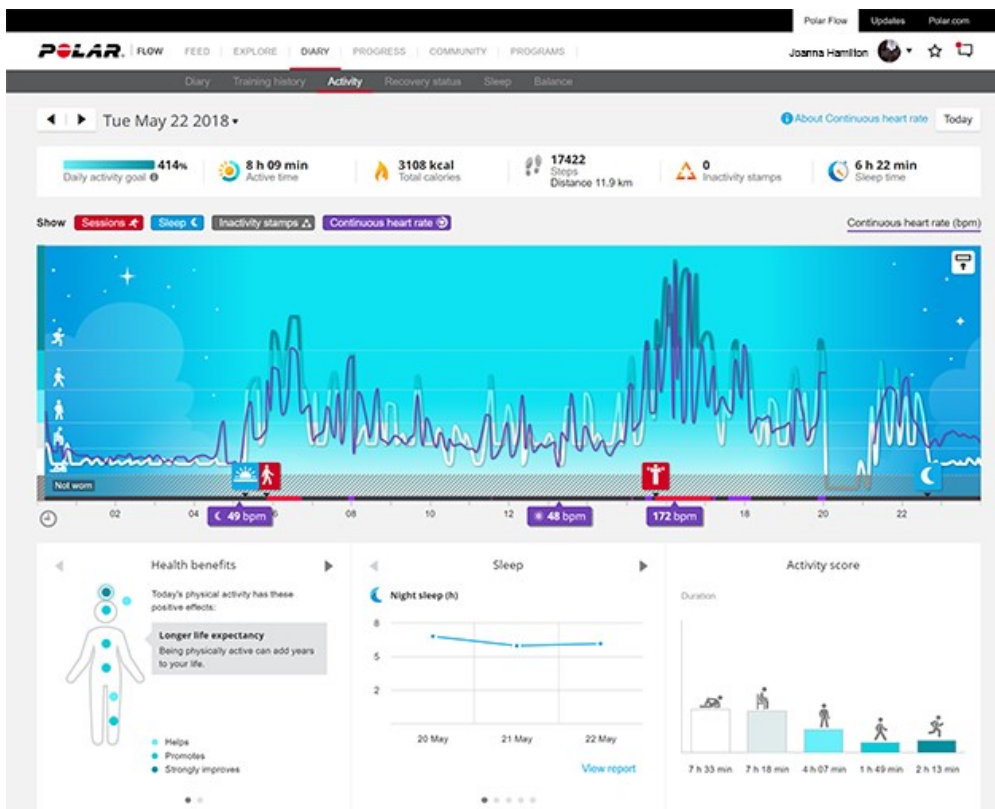 Polar Flow Updates Polar.com
POLAR. FLOW FEED EXPLORE DIARY PROGRESS COMMUNITY PROGRAMS Joanna Hamilton
Diary Training history Activity Recovery status Sleep Balance
Tue May 22 2018 About Continuous heart rate Today
414% 8 h 09 min 3108 kcal 17422 0 6 h 22 min
Daily activity goal Active time Total calories Steps Inactivity stamps Sleep time
Distance 11.9 km
Show Sessions Sleep Inactivity stamps Continuous heart rate Continuous heart rate (bpm)
Not worn
02 04 6 08 10 12 18 20 22
49 bpm 48 bpm 172 bpm
Health benefits Sleep Activity score
Today's physical activity has these
positive effects:
Longer life expectancy
Being physically active can add years
to your life.
Helps
Promotes
Strongly improves
Night sleep (h)
8
5
2
20 May 21 May 22 May
View report
Duration
7 h 33 min 7 h 18 min 4 h 07 min 1 h 49 min 2 h 13 min